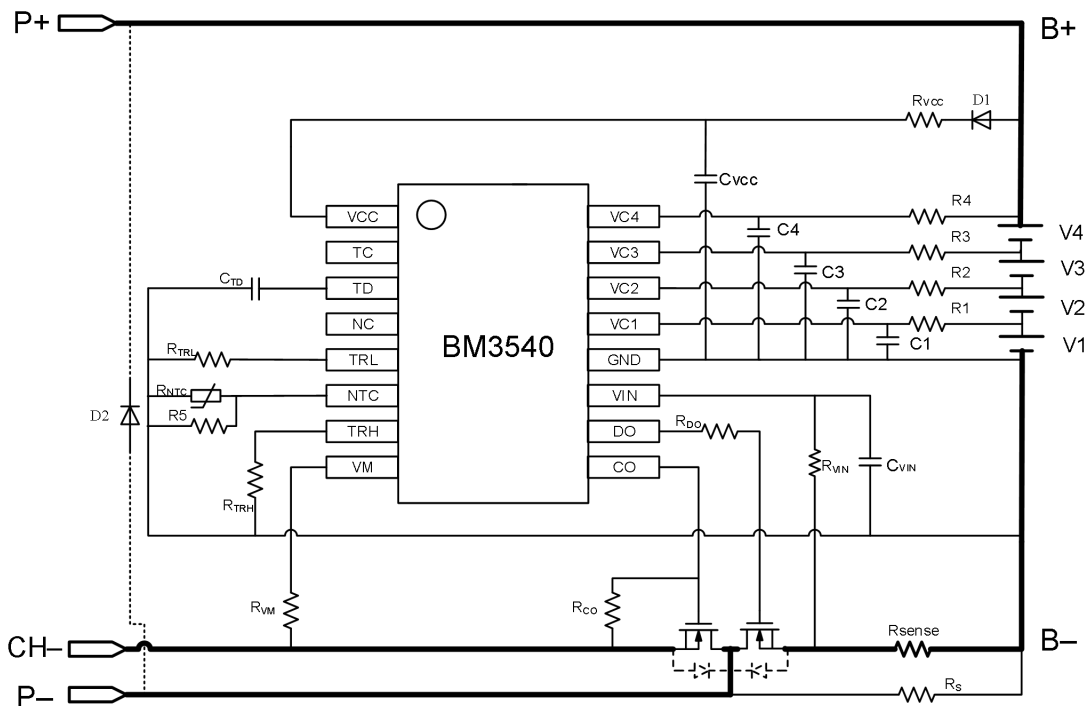 P+
B+
Rvcc
D1
Cvcc
VCC
VC4
R4
C4
V4
TC
VC3
R3
C3
V3
CTD
TD
VC2
R2
C2
V2
NC
VC1
R1
C1
V1
BM3540
RTRL
TRL
GND
RNTC
NTC
VIN
D2
R5
TRH
DO
RDO
RTRH
VM
CO
RVIN
CVIN
RVM
RCO
Rsense
CH–
B–
P–
RS